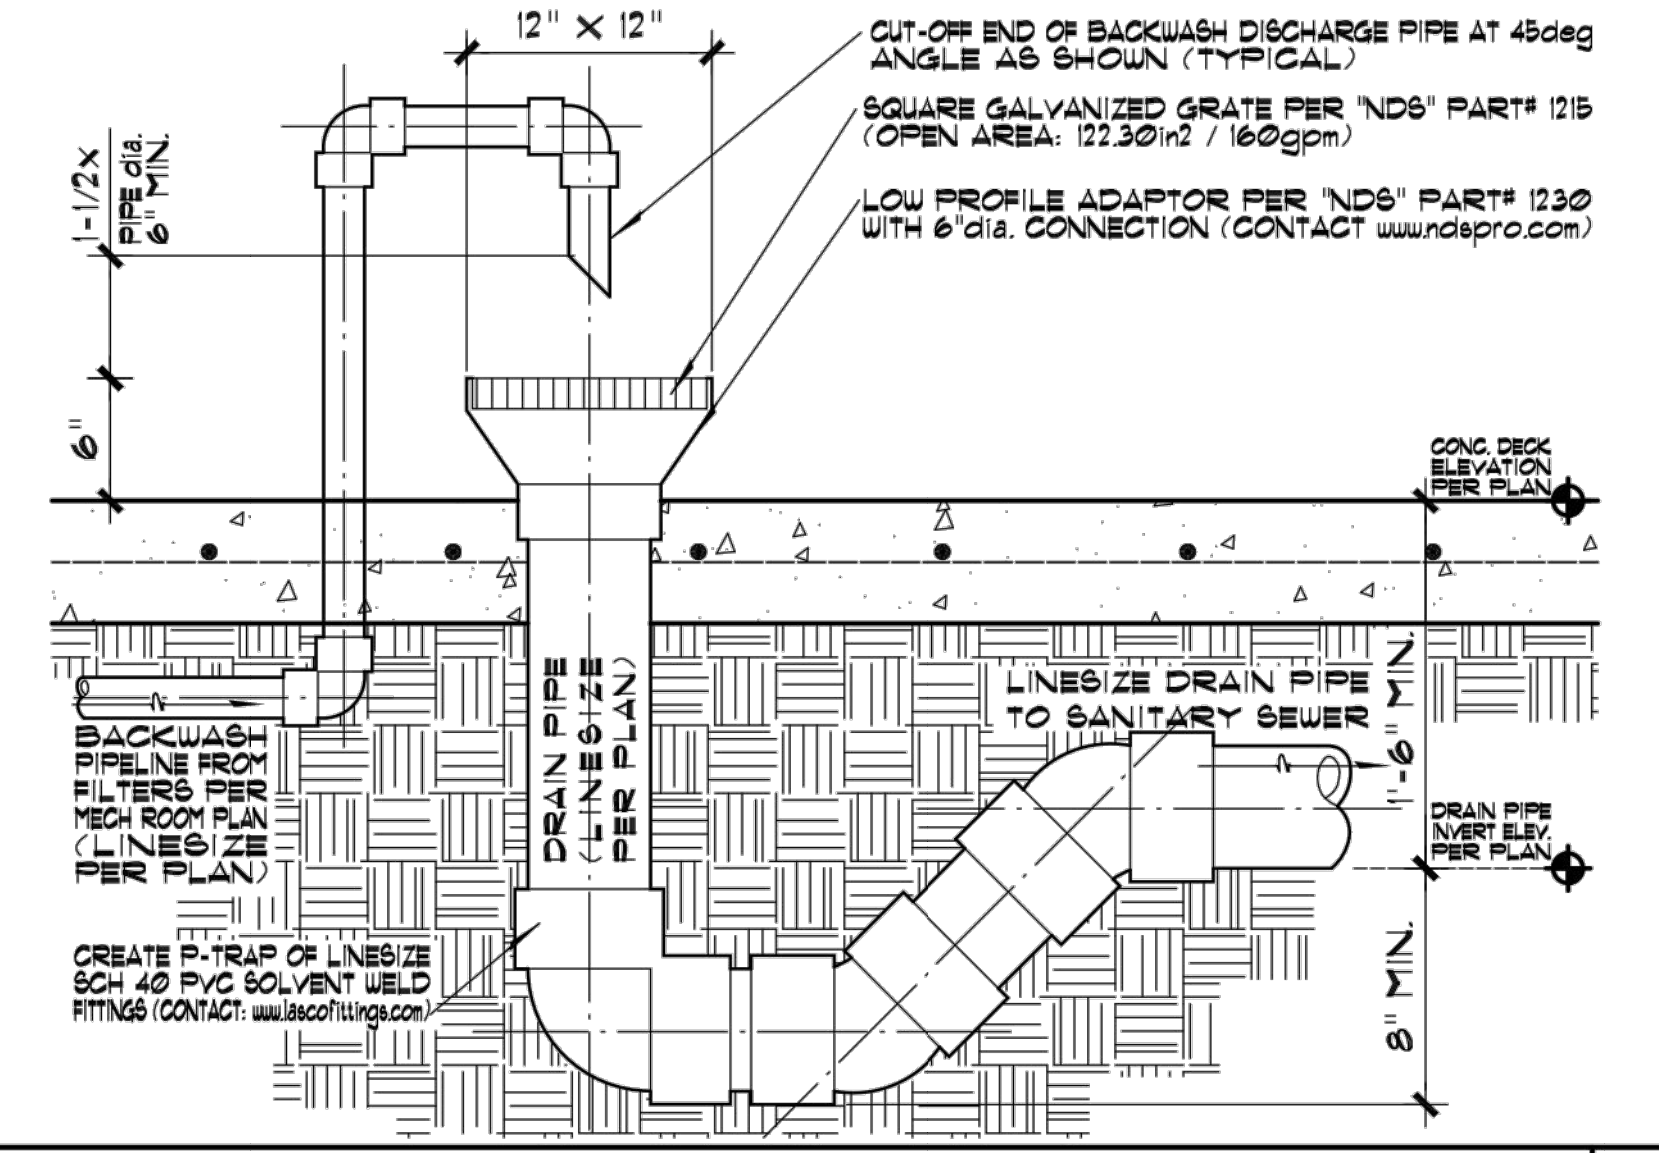 12" X 12"
CUT-OFF END OF BACKWASH DISCHARGE PIPE AT 45deg
ANGLE AS SHOWN (TYPICAL)
SQUARE GALVANIZED GRATE PER "NDS" PART# 1215
(OPEN AREA: 122.30in2 / 160gpm)
LOW PROFILE ADAPTOR PER "NDS" PART# 1230
WITH 6"dia. CONNECTION (CONTACT www.ndspro.com)
1-1/2x
PIPE dia.
6" MIN.
6"
CONC. DECK
ELEVATION
PER PLAN
LINESIZE DRAIN PIPE
TO SANITARY SEWER
DRAIN PIPE
(LINESIZE
PER PLAN)
BACKWASH
PIPELINE FROM
FILTERS PER
MECH ROOM PLAN
(LINESIZE
PER PLAN)
1'-6" MIN.
DRAIN PIPE
INVERT ELEV.
PER PLAN
CREATE P-TRAP OF LINESIZE
SCH 40 PVC SOLVENT WELD
FITTINGS (CONTACT: www.lascofittings.com)
8" MIN.